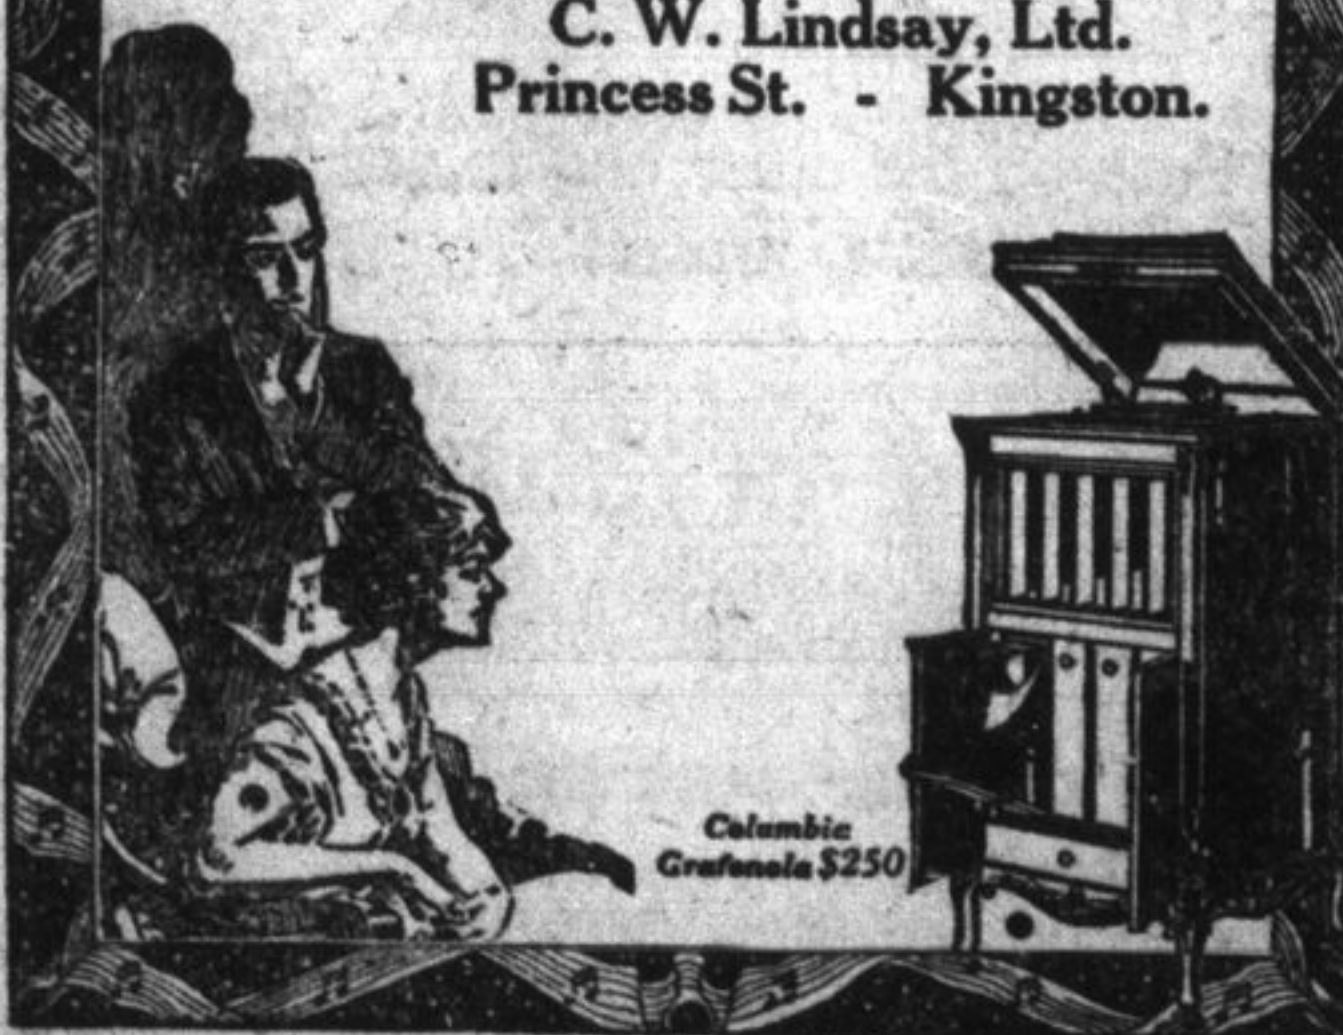 C. W. Lindsay, Ltd.
Princess St. - Kingston.
Columbia
Grafonola $250